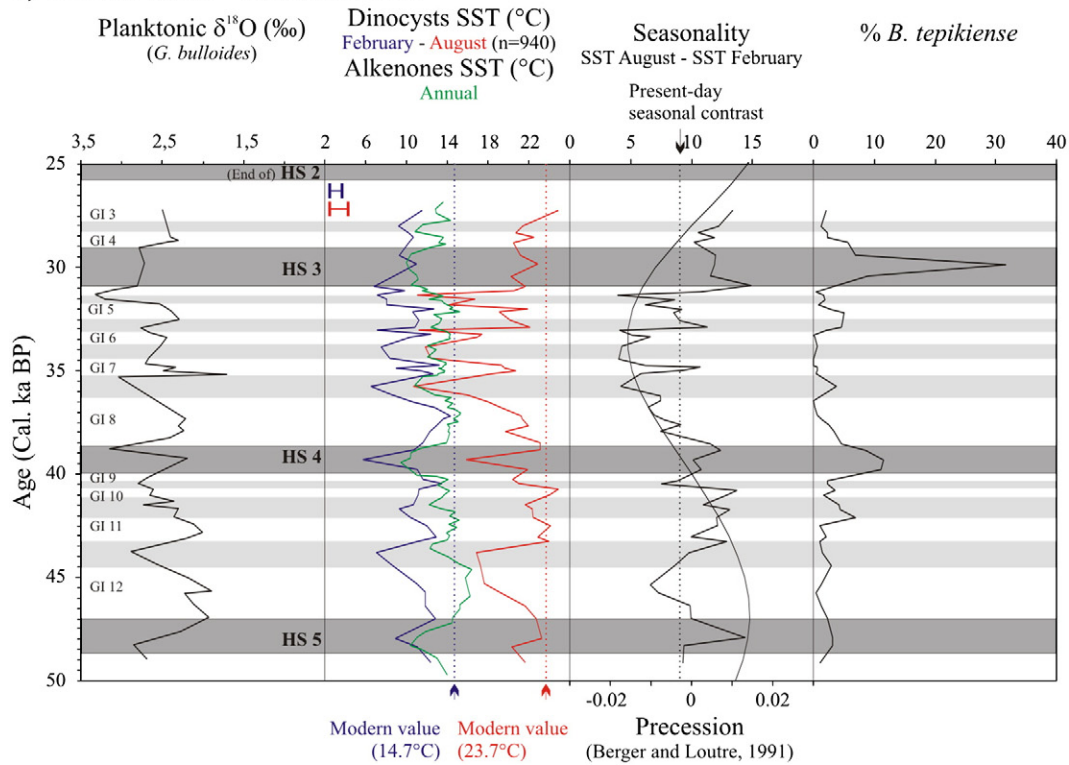 Planktonic δ¹⁸O (‰)
(G. bulloides)
Dinocysts SST (°C)
February - August (n=940)
Alkenones SST (°C)
Annual
Seasonality
SST August - SST February
Present-day
seasonal contrast
% B. tepikiense
3,5 3 2,5 2 2 6 10 14 18 22 0 5 10 15 0 10 20 30 40
Age (Cal. ka BP)
25
30
35
40
45
50
(End of) HS 2
GI 3
GI 4
HS 3
GI 5
GI 6
GI 7
GI 8
HS 4
GI 9
GI 10
GI 11
GI 12
HS 5
-0.02 0 0.02
Modern value
(14.7°C)
Modern value
(23.7°C)
Precession
(Berger and Loutre, 1991)